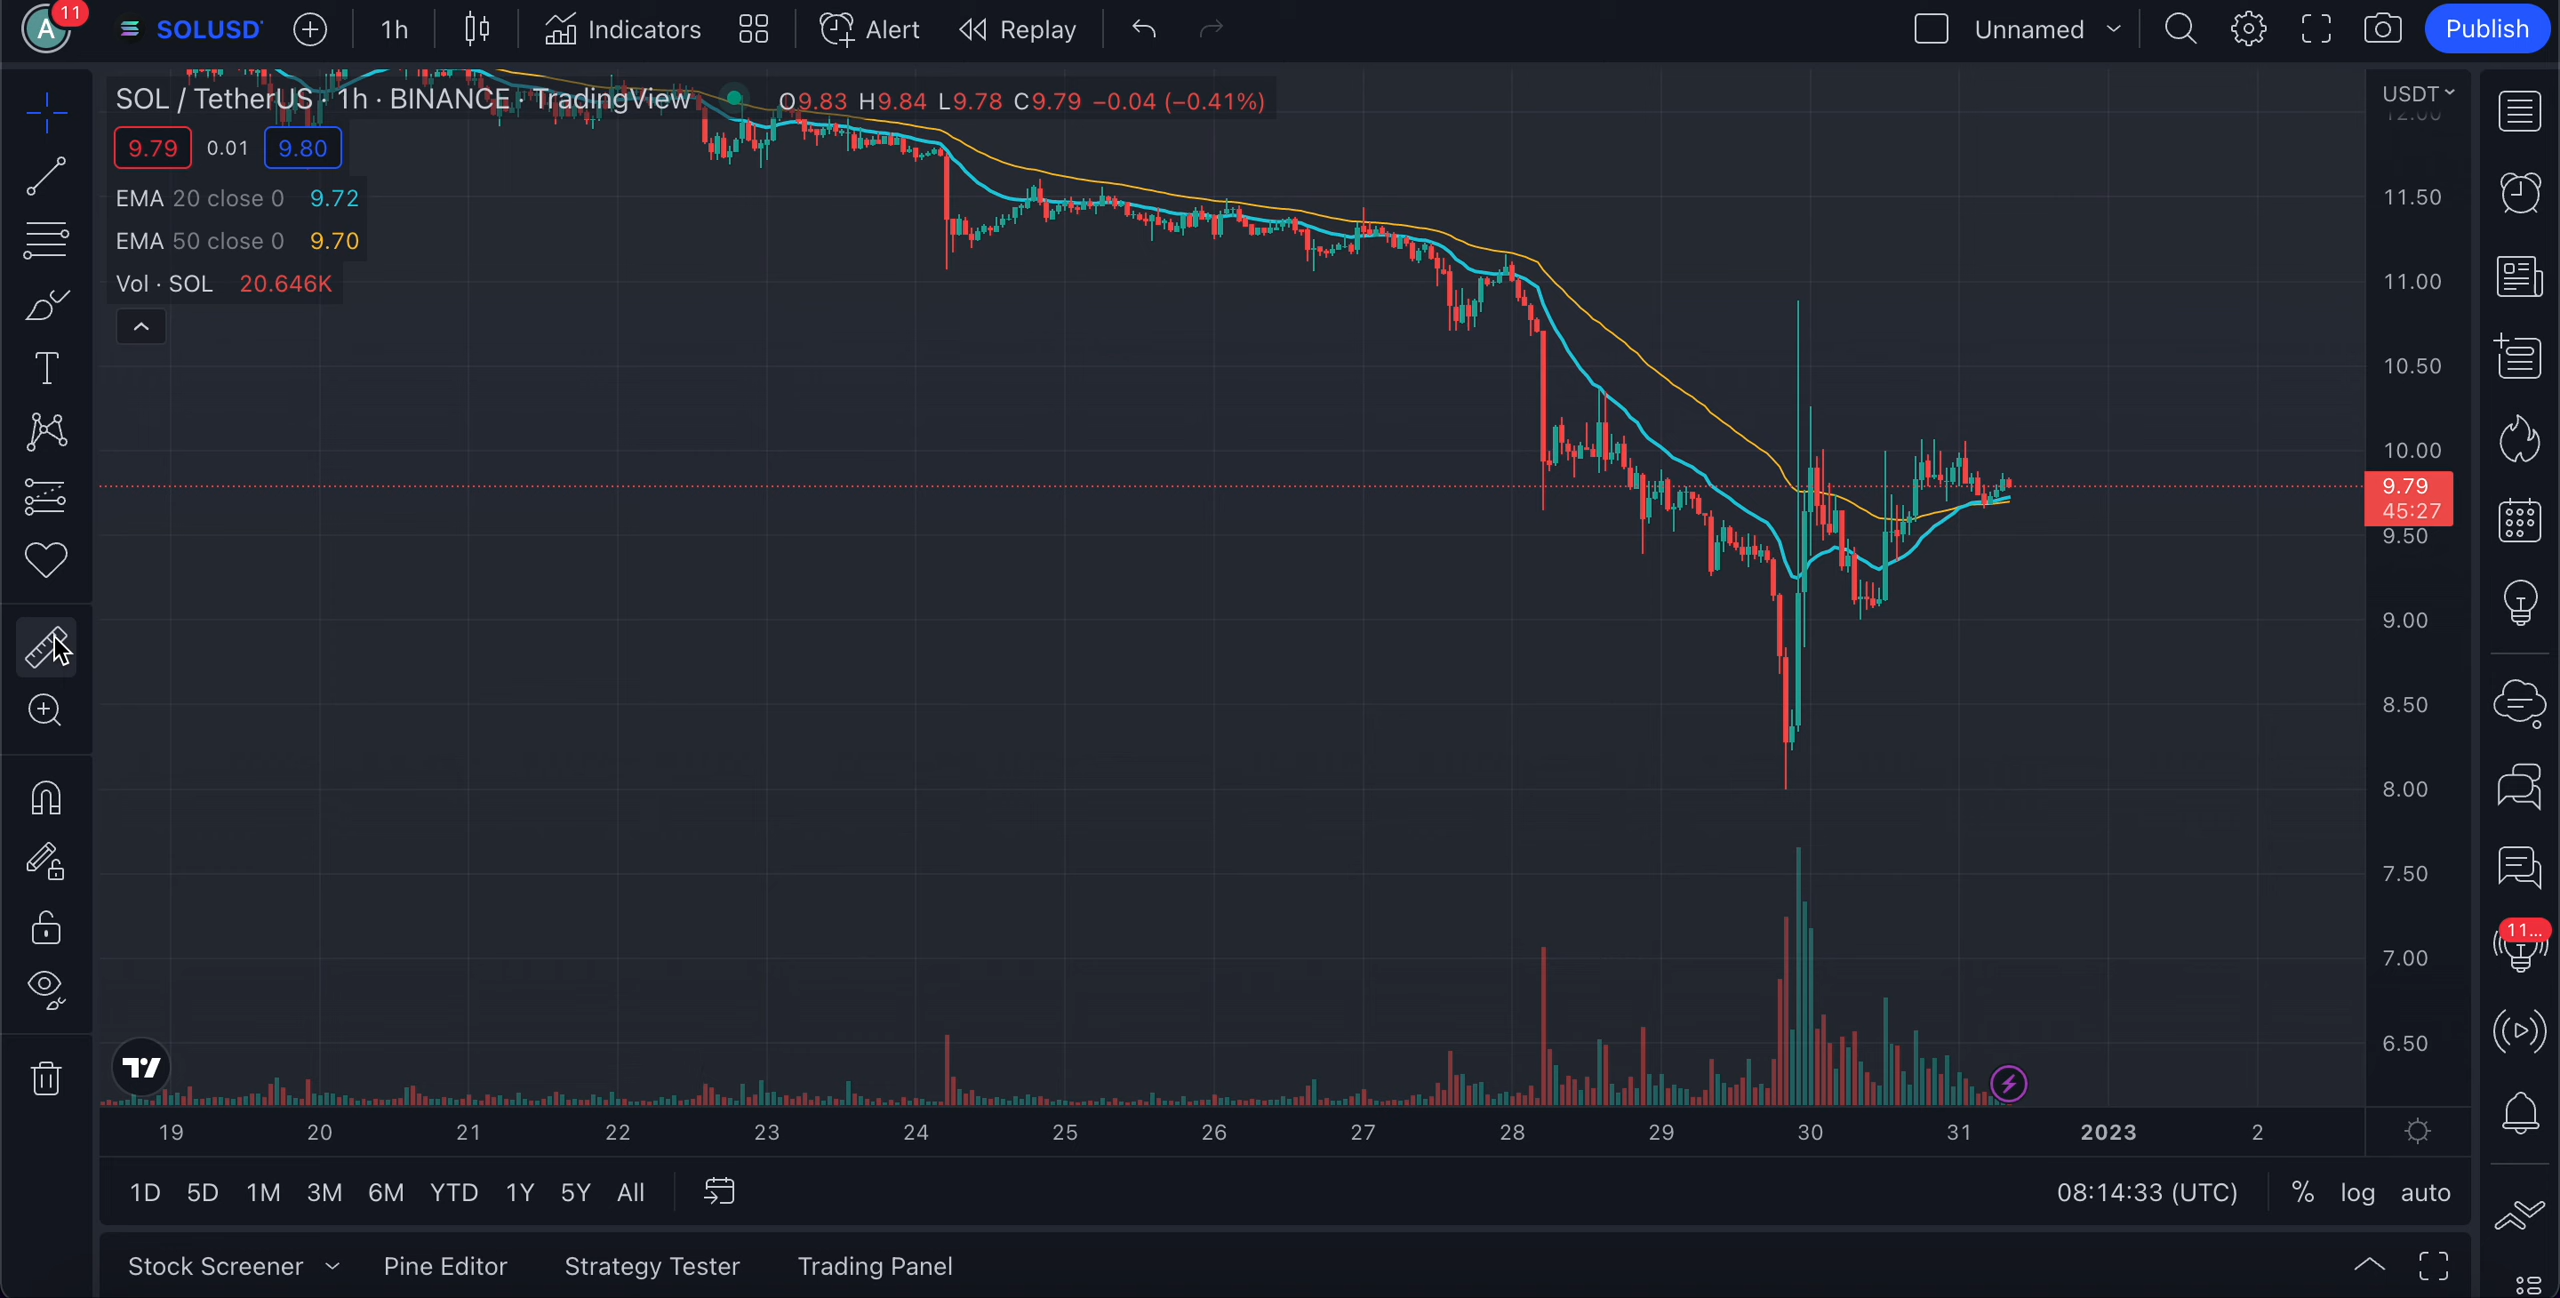 A 11 SOLUSD 1h Indicators Alert Replay Unnamed Publish
SOL / TetherUS · 1h · BINANCE · TradingView O9.83 H9.84 L9.78 C9.79 −0.04 (−0.41%)
USDT
12.00
9.79 0.01 9.80
EMA 20 close 0 9.72
EMA 50 close 0 9.70
Vol · SOL 20.646K
11.50
11.00
10.50
10.00
9.79
45:27
9.50
9.00
8.50
8.00
7.50
7.00
6.50
11...
19 20 21 22 23 24 25 26 27 28 29 30 31 2023 2
1D 5D 1M 3M 6M YTD 1Y 5Y All 08:14:33 (UTC) % log auto
Stock Screener Pine Editor Strategy Tester Trading Panel